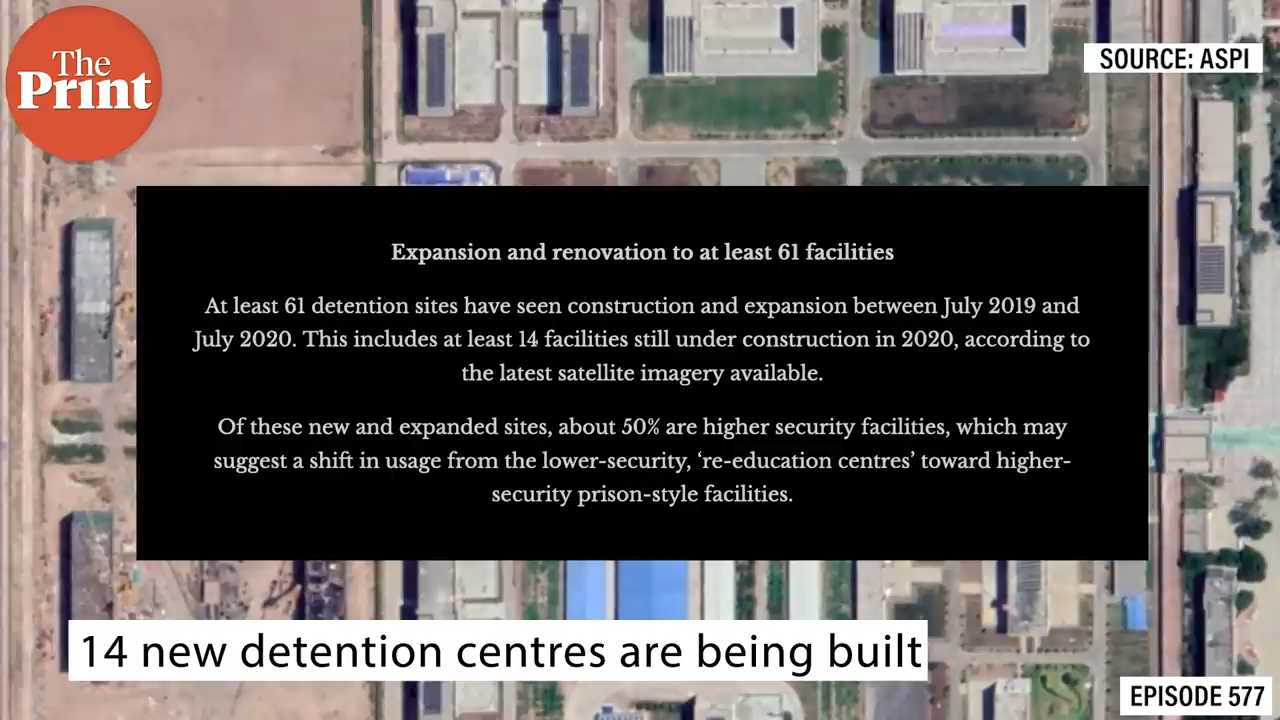 The
Print
SOURCE: ASPI
Expansion and renovation to at least 61 facilities
At least 61 detention sites have seen construction and expansion between July 2019 and
July 2020. This includes at least 14 facilities still under construction in 2020, according to
the latest satellite imagery available.
Of these new and expanded sites, about 50% are higher security facilities, which may
suggest a shift in usage from the lower-security, ‘re-education centres’ toward higher-
security prison-style facilities.
14 new detention centres are being built
EPISODE 577